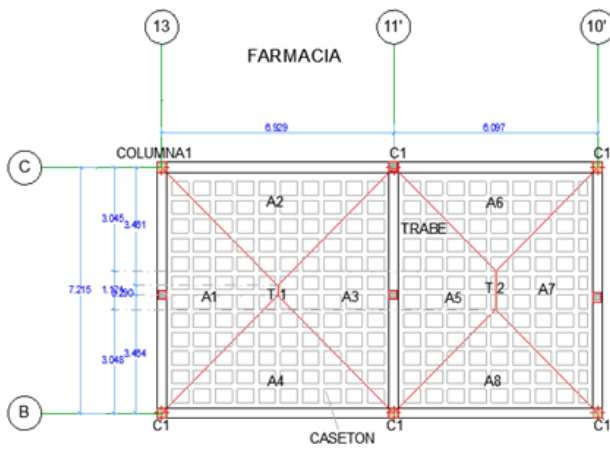 13 11' 10'
FARMACIA
6.929 6.097
COLUMNA1 C1 C1
C
A2 A6
3.045
3.461
TRABE
7.215
A1 T 1 A3 A5 T 2 A7
3.048
3.464
A4 A8
B
C1 C1 C1
CASETON